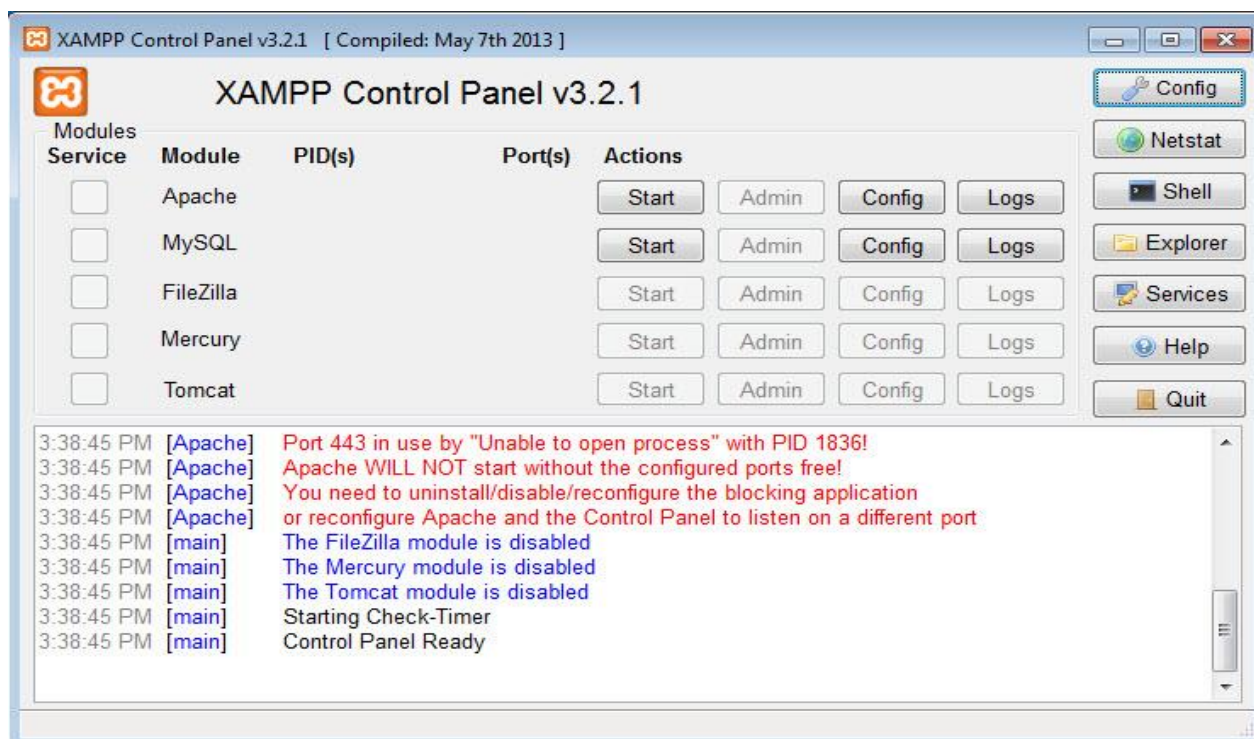 XAMPP Control Panel v3.2.1 [ Compiled: May 7th 2013 ]
XAMPP Control Panel v3.2.1
Config
Modules
Netstat
Service Module PID(s) Port(s) Actions
Apache Start Admin Config Logs
Shell
MySQL Start Admin Config Logs
Explorer
FileZilla Start Admin Config Logs
Services
Mercury Start Admin Config Logs
Help
Tomcat Start Admin Config Logs
Quit
3:38:45 PM [Apache] Port 443 in use by "Unable to open process" with PID 1836!
3:38:45 PM [Apache] Apache WILL NOT start without the configured ports free!
3:38:45 PM [Apache] You need to uninstall/disable/reconfigure the blocking application
3:38:45 PM [Apache] or reconfigure Apache and the Control Panel to listen on a different port
3:38:45 PM [main] The FileZilla module is disabled
3:38:45 PM [main] The Mercury module is disabled
3:38:45 PM [main] The Tomcat module is disabled
3:38:45 PM [main] Starting Check-Timer
3:38:45 PM [main] Control Panel Ready